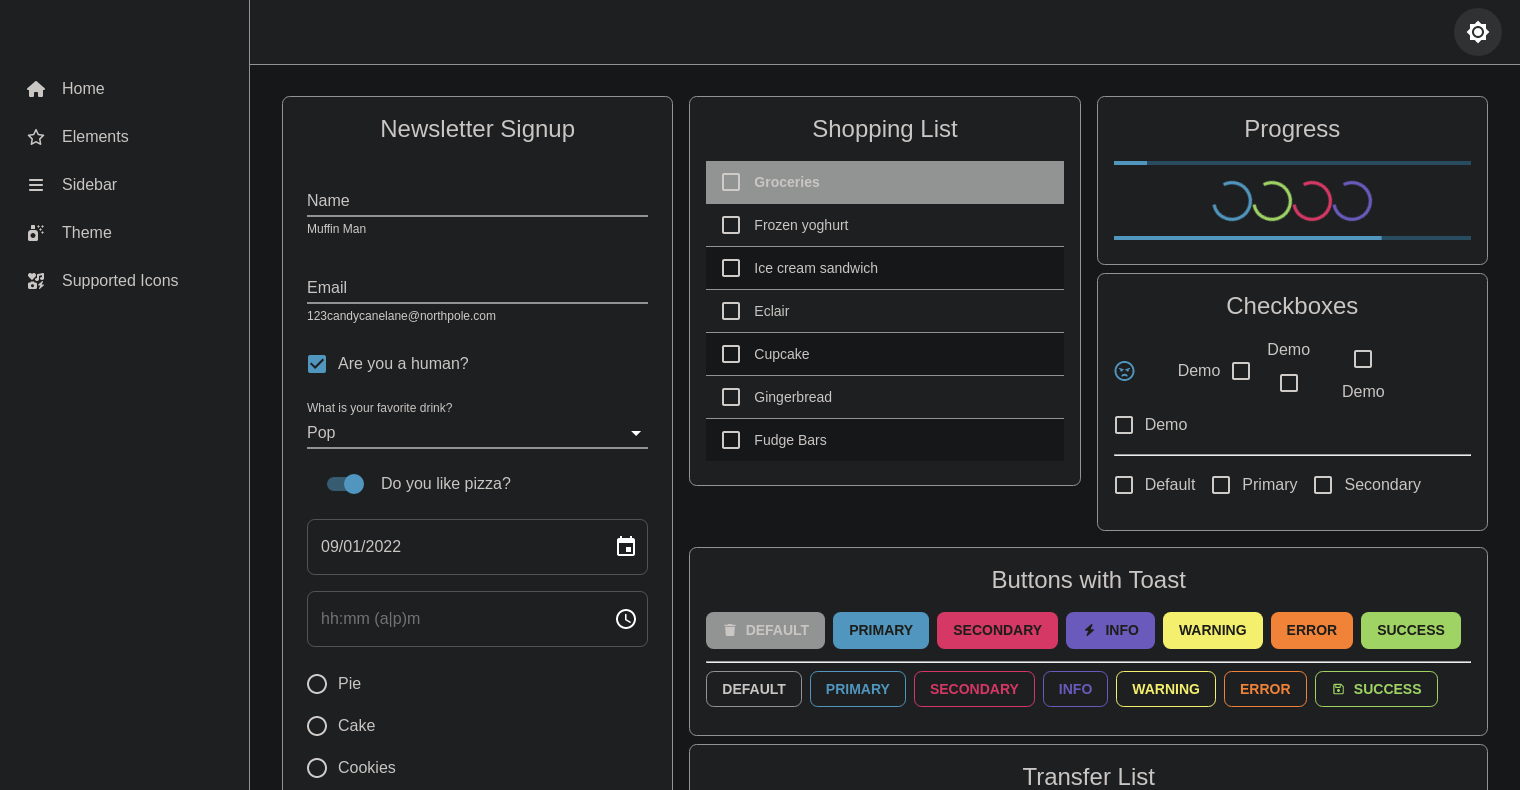 Home
Elements
Sidebar
Theme
Supported Icons
Newsletter Signup
Name
Muffin Man
Email
123candycanelane@northpole.com
Are you a human?
What is your favorite drink?
Pop
Do you like pizza?
09/01/2022
hh:mm (a|p)m
Pie
Cake
Cookies
Shopping List
Groceries
Frozen yoghurt
Ice cream sandwich
Eclair
Cupcake
Gingerbread
Fudge Bars
Progress
Checkboxes
Demo
Demo
Demo
Demo
Default Primary Secondary
Buttons with Toast
DEFAULT PRIMARY SECONDARY INFO WARNING ERROR SUCCESS
DEFAULT PRIMARY SECONDARY INFO WARNING ERROR SUCCESS
Transfer List